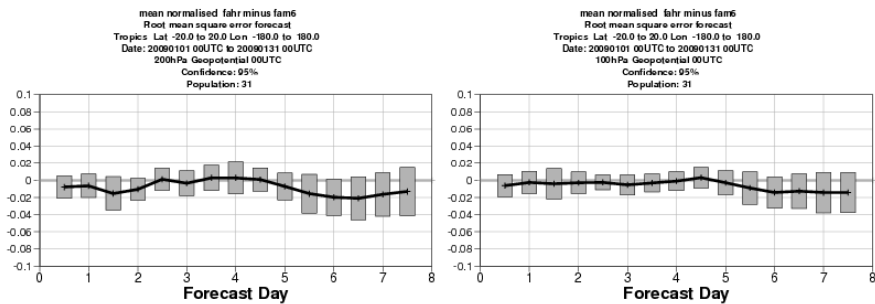 mean normalised fahr minus fam6
Root mean square error forecast
Tropics Lat -20.0 to 20.0 Lon -180.0 to 180.0
Date: 20090101 00UTC to 20090131 00UTC
200hPa Geopotential 00UTC
Confidence: 95%
Population: 31
0.1
0.08
0.06
0.04
0.02
0
-0.02
-0.04
-0.06
-0.08
-0.1
0 1 2 3 4 5 6 7 8
Forecast Day
mean normalised fahr minus fam6
Root mean square error forecast
Tropics Lat -20.0 to 20.0 Lon -180.0 to 180.0
Date: 20090101 00UTC to 20090131 00UTC
100hPa Geopotential 00UTC
Confidence: 95%
Population: 31
0.1
0.08
0.06
0.04
0.02
0
-0.02
-0.04
-0.06
-0.08
-0.1
0 1 2 3 4 5 6 7 8
Forecast Day